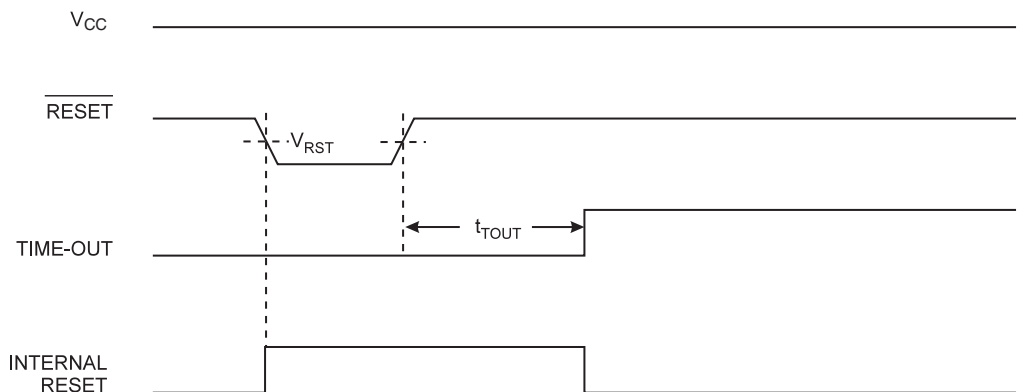 VCC
RESET
VRST
tTOUT
TIME-OUT
INTERNAL
RESET